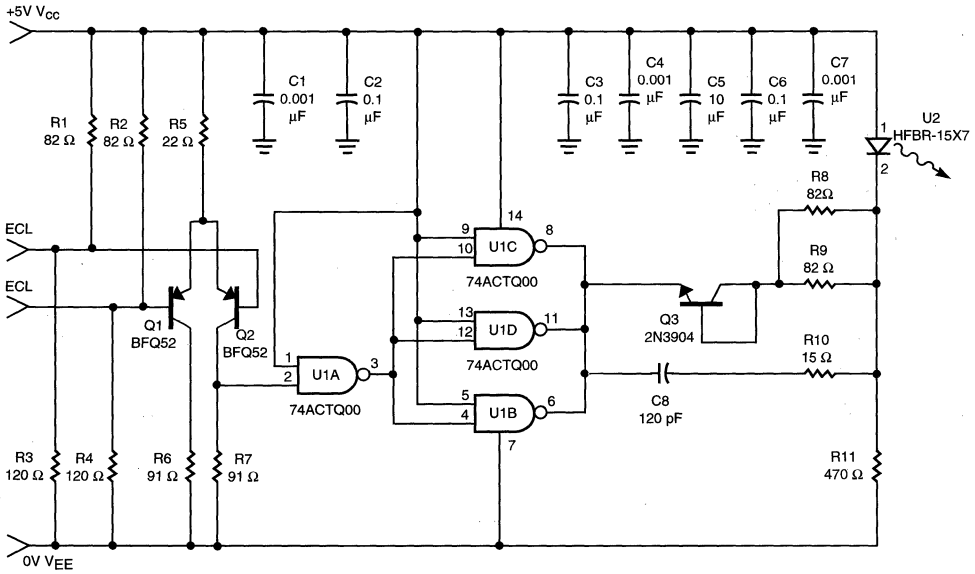 +5V VCC
C1
0.001
µF
C2
0.1
µF
C3
0.1
µF
C4
0.001
µF
C5
10
µF
C6
0.1
µF
C7
0.001
µF
R1
82 Ω
R2
82 Ω
R5
22 Ω
U2
HFBR-15X7
1
2
R8
82Ω
ECL
ECL
14
9
10
U1C
8
74ACTQ00
R9
82 Ω
Q1
BFQ52
Q2
BFQ52
13
12
U1D
11
74ACTQ00
Q3
2N3904
1
2
U1A
3
74ACTQ00
R10
15 Ω
C8
120 pF
5
4
U1B
6
7
R3
120 Ω
R4
120 Ω
R6
91 Ω
R7
91 Ω
R11
470 Ω
0V VEE